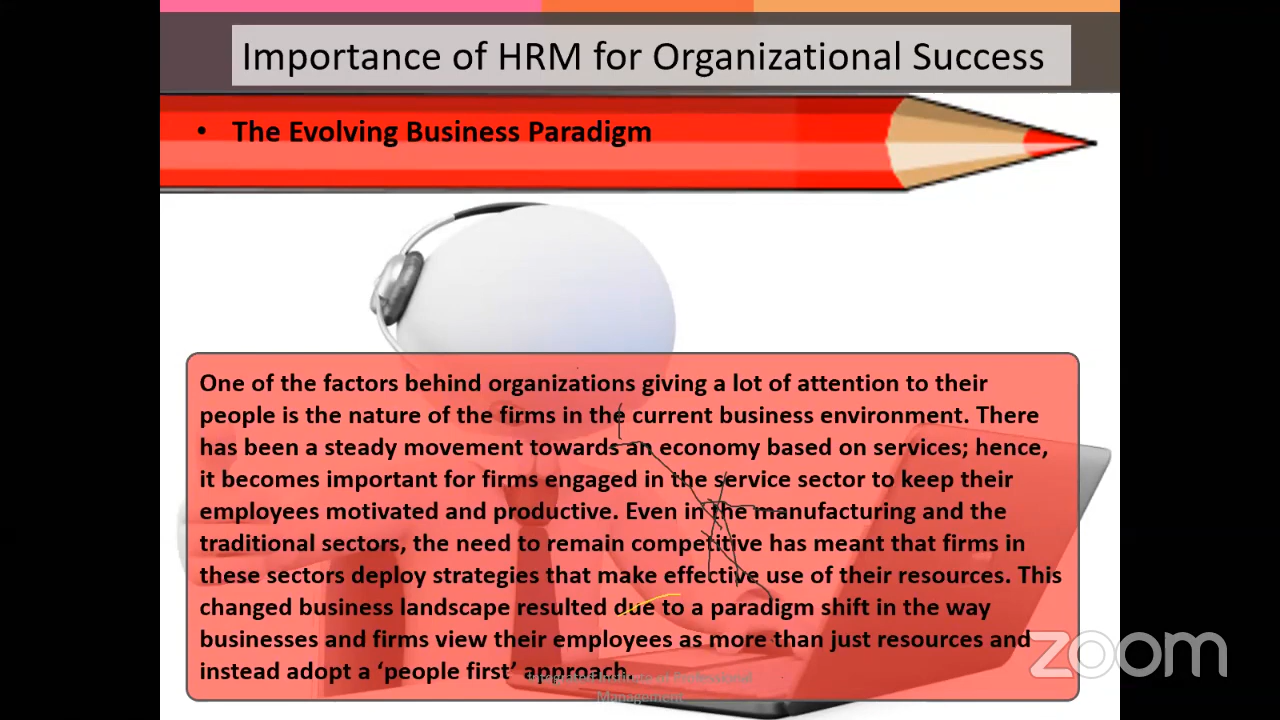 Importance of HRM for Organizational Success
• The Evolving Business Paradigm
One of the factors behind organizations giving a lot of attention to their
people is the nature of the firms in the current business environment. There
has been a steady movement towards an economy based on services; hence,
it becomes important for firms engaged in the service sector to keep their
employees motivated and productive. Even in the manufacturing and the
traditional sectors, the need to remain competitive has meant that firms in
these sectors deploy strategies that make effective use of their resources. This
changed business landscape resulted due to a paradigm shift in the way
businesses and firms view their employees as more than just resources and
instead adopt a ‘people first’ approach.
Institute of Professional
Management
zoom